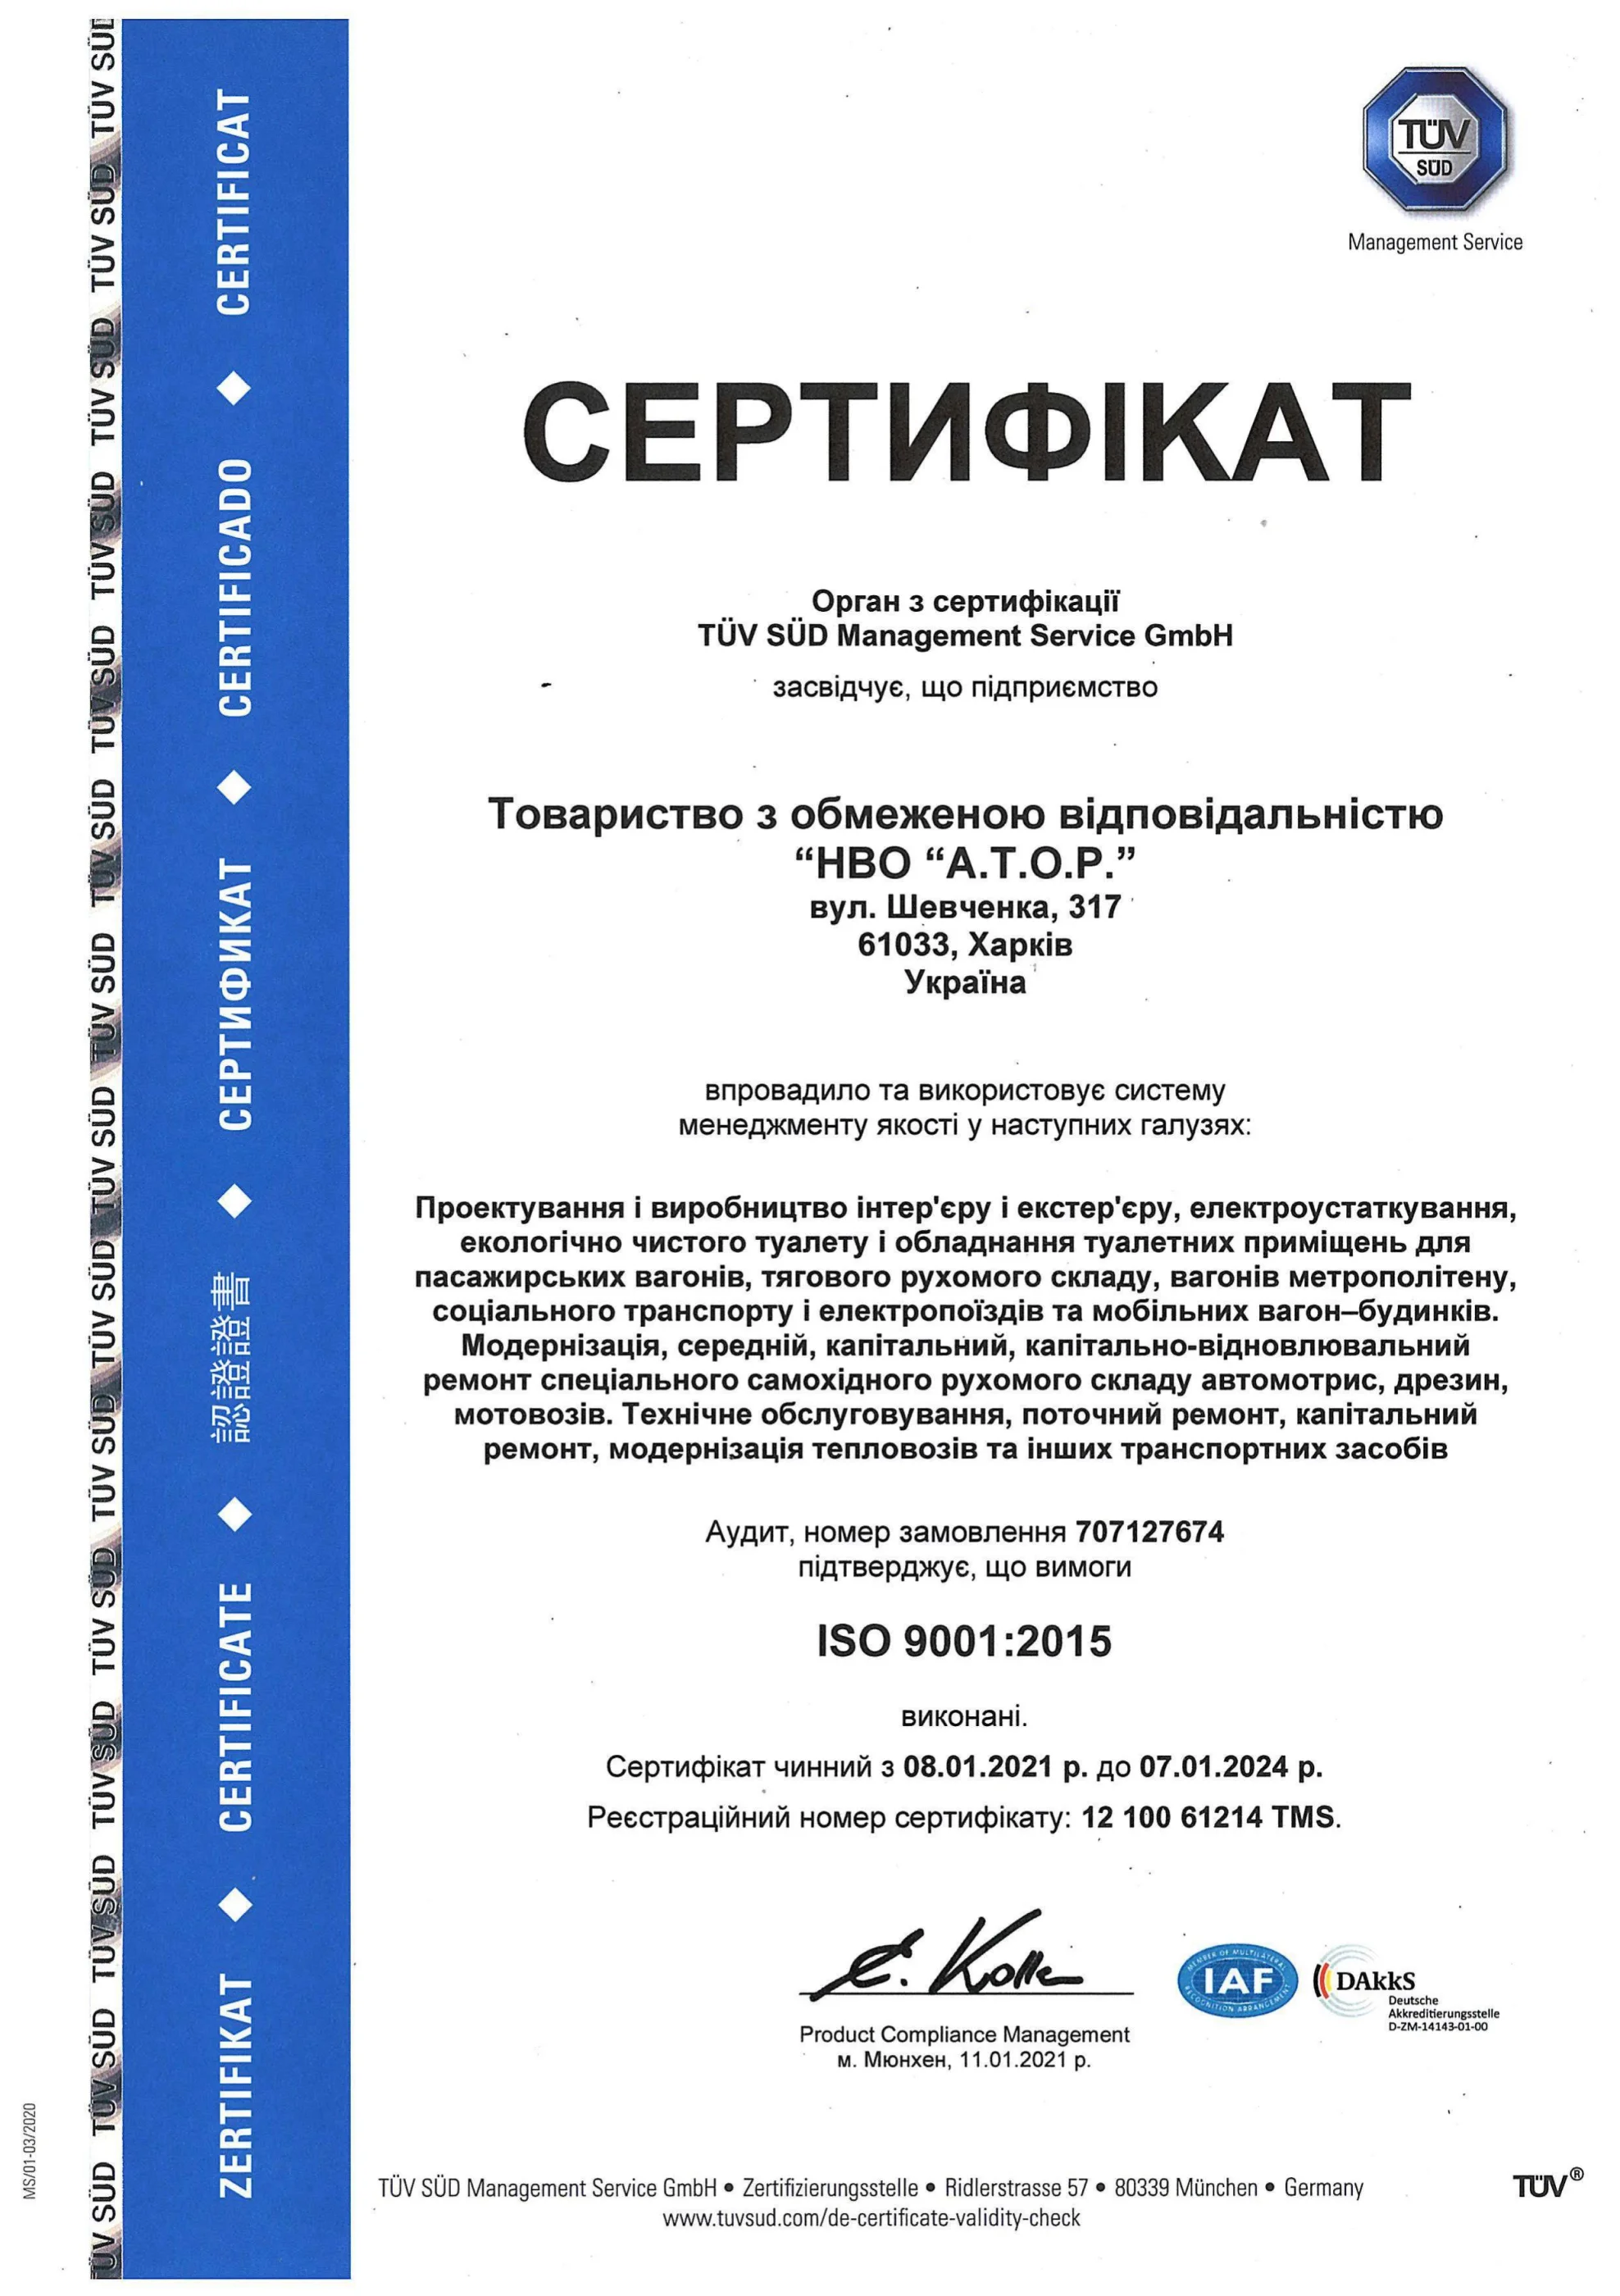 TÜV
SÜD
Management Service
СЕРТИФІКАТ
Орган з сертифікації
TÜV SÜD Management Service GmbH
засвідчує, що підприємство
Товариство з обмеженою відповідальністю
“НВО “А.Т.О.Р.”
вул. Шевченка, 317
61033, Харків
Україна
впровадило та використовує систему
менеджменту якості у наступних галузях:
Проектування і виробництво інтер'єру і екстер'єру, електроустаткування,
екологічно чистого туалету і обладнання туалетних приміщень для
пасажирських вагонів, тягового рухомого складу, вагонів метрополітену,
соціального транспорту і електропоїздів та мобільних вагон–будинків.
Модернізація, середній, капітальний, капітально-відновлювальний
ремонт спеціального самохідного рухомого складу автомотрис, дрезин,
мотовозів. Технічне обслуговування, поточний ремонт, капітальний
ремонт, модернізація тепловозів та інших транспортних засобів
Аудит, номер замовлення 707127674
підтверджує, що вимоги
ISO 9001:2015
виконані.
Сертифікат чинний з 08.01.2021 р. до 07.01.2024 р.
Реєстраційний номер сертифікату: 12 100 61214 TMS.
E. Kolle
Product Compliance Management
м. Мюнхен, 11.01.2021 р.
MEMBER OF MULTILATERAL
IAF
RECOGNITION ARRANGEMENT
DAkkS
Deutsche
Akkreditierungsstelle
D-ZM-14143-01-00
TÜV SÜD Management Service GmbH • Zertifizierungsstelle • Ridlerstrasse 57 • 80339 München • Germany
www.tuvsud.com/de-certificate-validity-check
TÜV®
ZERTIFIKAT ◆ CERTIFICATE ◆ 認證證書 ◆ СЕРТИФИКАТ ◆ CERTIFICADO ◆ CERTIFICAT
TÜV SÜD TÜV SÜD TÜV SÜD TÜV SÜD TÜV SÜD TÜV SÜD TÜV SÜD TÜV SÜD TÜV SÜD TÜV SÜD TÜV SÜD TÜV SÜD TÜV SÜD TÜV SÜD TÜV SÜD
MS/01-03/2020